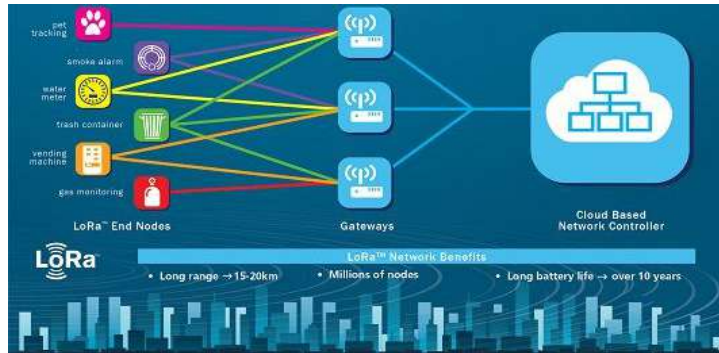 pet
tracking
smoke alarm
water
meter
trash container
vending
machine
gas monitoring
LoRa™ End Nodes
Gateways
Cloud Based
Network Controller
LoRa™
LoRa™ Network Benefits
• Long range → 15-20km
• Millions of nodes
• Long battery life → over 10 years